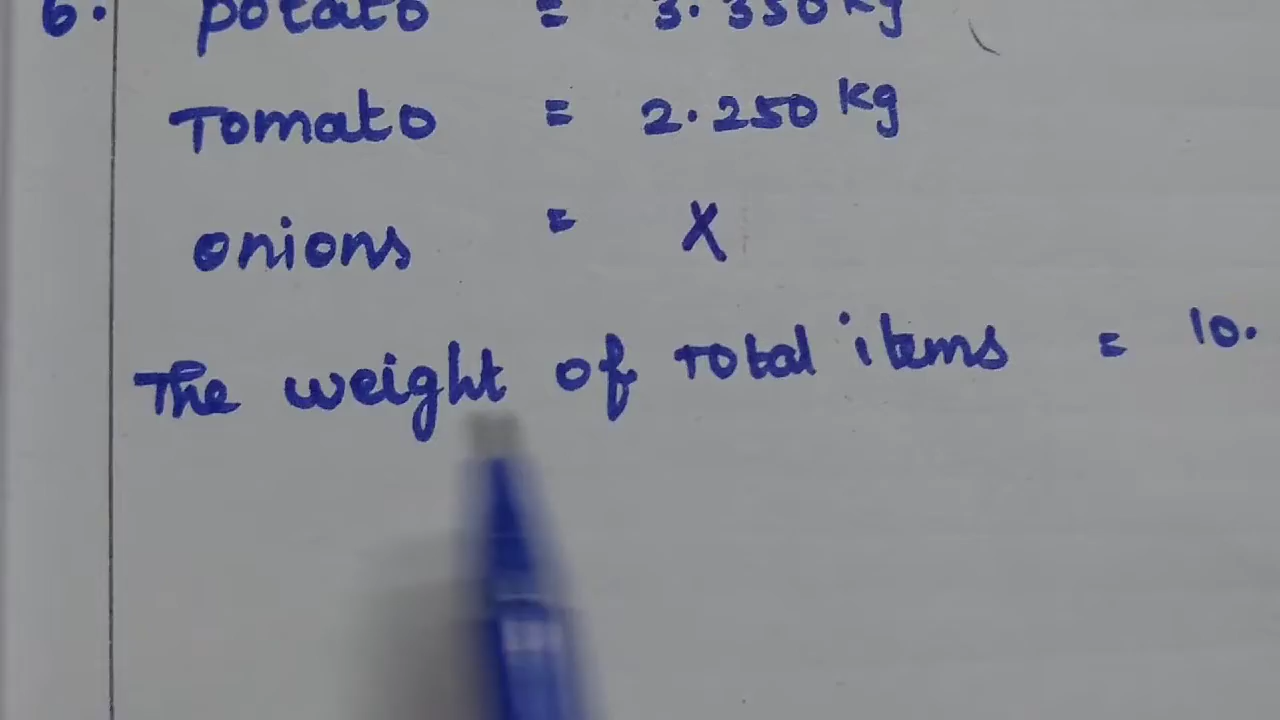 6. potato = 3.350 kg
Tomato = 2.250 kg
onions = X
The weight of Total items = 10.